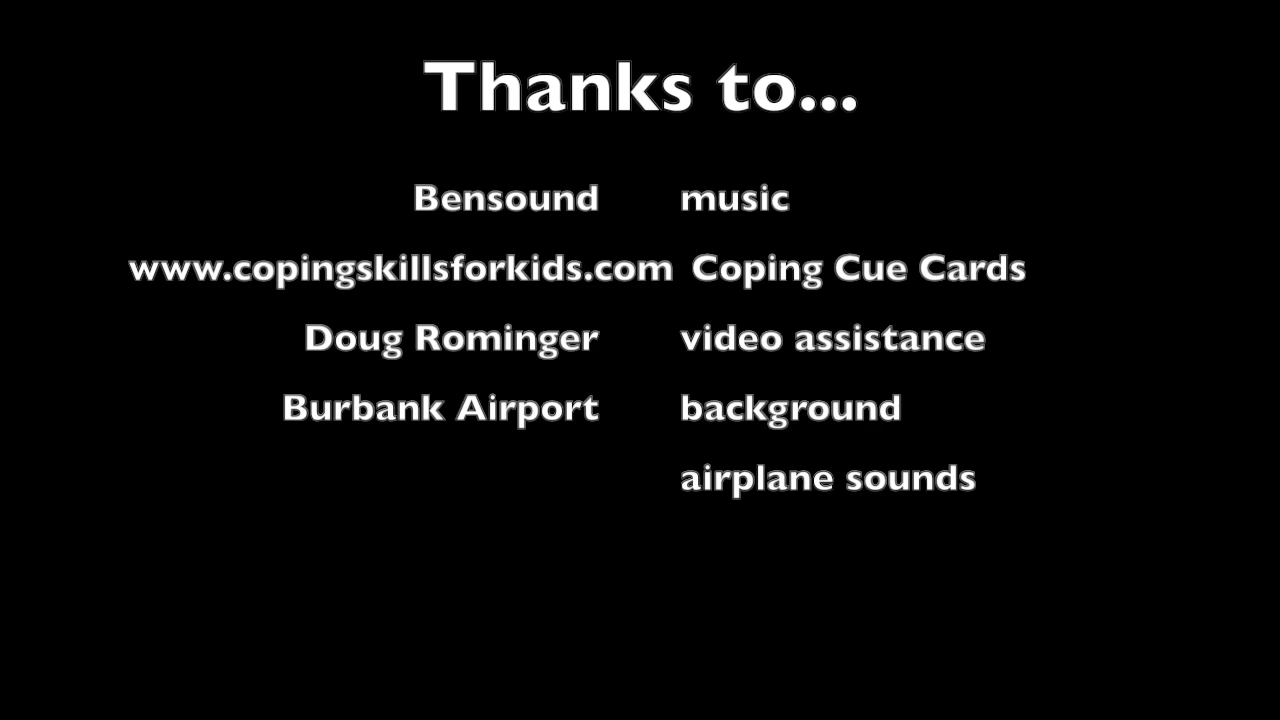 Thanks to...
Bensound music
www.copingskillsforkids.com Coping Cue Cards
Doug Rominger video assistance
Burbank Airport background
airplane sounds